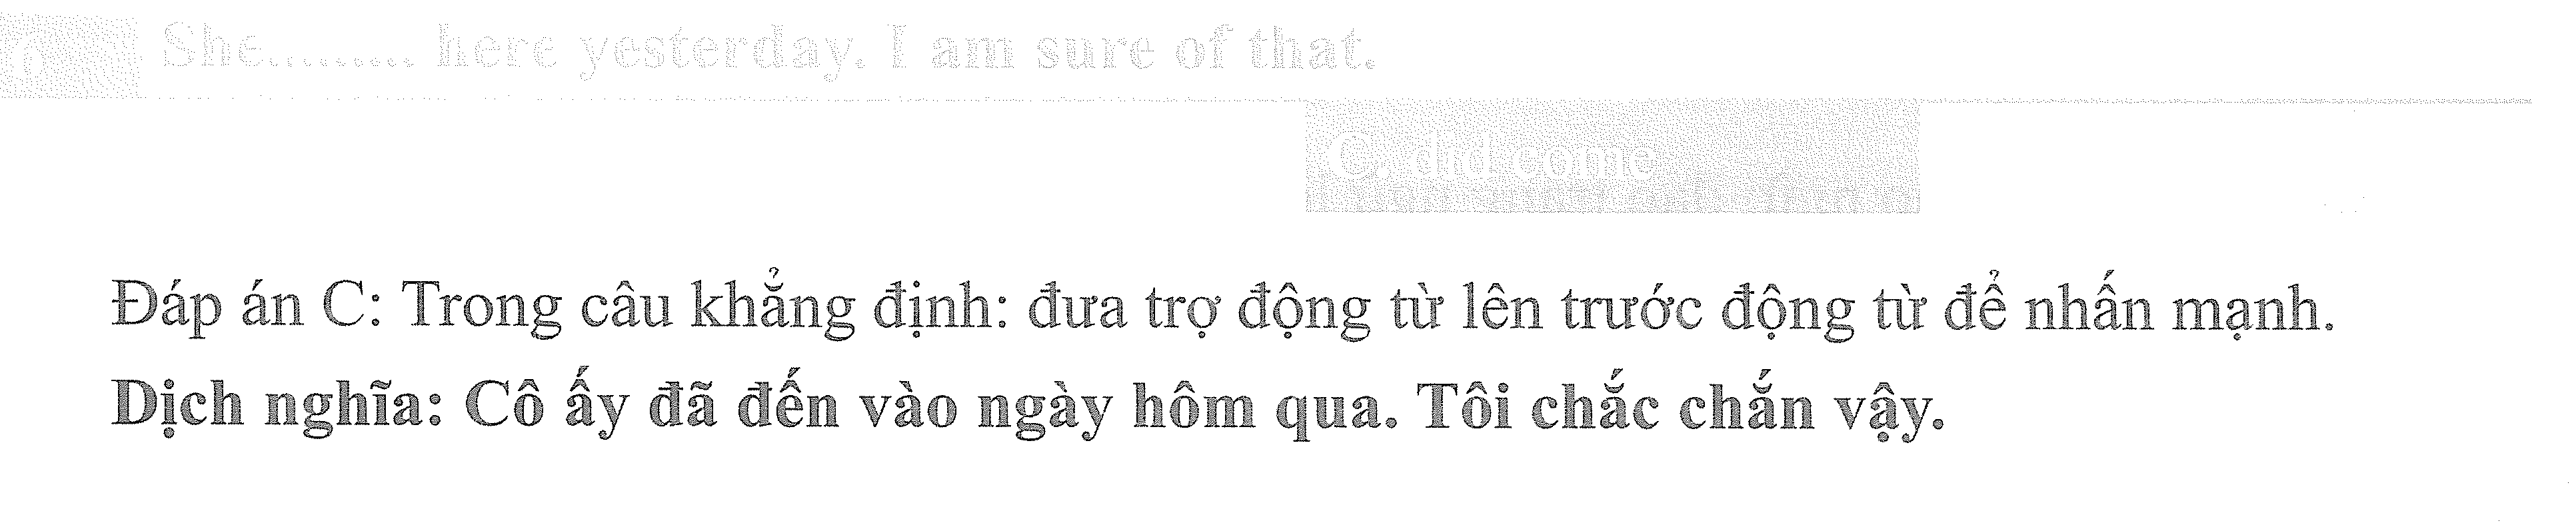 She......... here yesterday. I am sure of that.
C. did come
Đáp án C: Trong câu khẳng định: đưa trợ động từ lên trước động từ để nhấn mạnh.
Dịch nghĩa: Cô ấy đã đến vào ngày hôm qua. Tôi chắc chắn vậy.